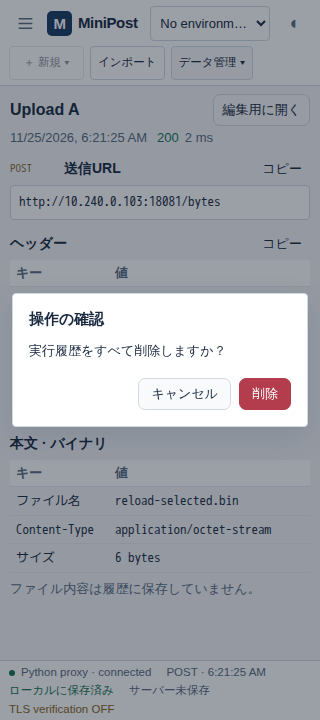 M MiniPost No environm…
＋ 新規 ▾ インポート データ管理 ▾
Upload A 編集用に開く
11/25/2026, 6:21:25 AM 200 2 ms
POST 送信URL コピー
http://10.240.0.103:18081/bytes
ヘッダー コピー
キー 値
操作の確認
実行履歴をすべて削除しますか？
キャンセル 削除
本文 · バイナリ
キー 値
ファイル名 reload-selected.bin
Content-Type application/octet-stream
サイズ 6 bytes
ファイル内容は履歴に保存していません。
Python proxy · connected POST · 6:21:25 AM
ローカルに保存済み サーバー未保存
TLS verification OFF